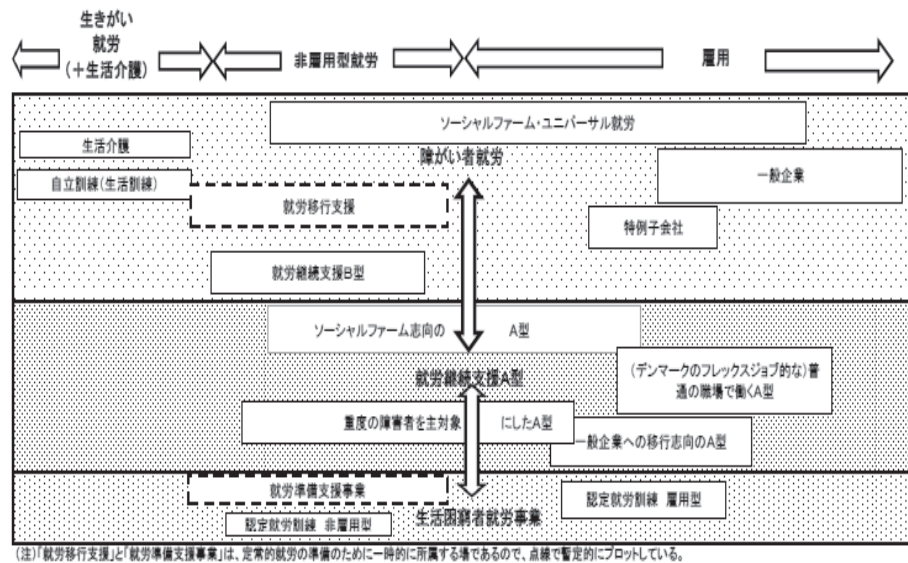 生きがい
就労
(+生活介護)
非雇用型就労
雇用
ソーシャルファーム・ユニバーサル就労
生活介護
障がい者就労
一般企業
自立訓練(生活訓練)
就労移行支援
特例子会社
就労継続支援B型
ソーシャルファーム志向の A型
就労継続支援A型
(デンマークのフレックスジョブ的な)普
通の職場で働くA型
重度の障害者を主対象 にしたA型
一般企業への移行志向のA型
就労準備支援事業
認定就労訓練 雇用型
生活困窮者就労事業
認定就労訓練 非雇用型
(注)「就労移行支援」と「就労準備支援事業」は、定常的就労の準備のために一時的に所属する場であるので、点線で暫定的にプロットしている。